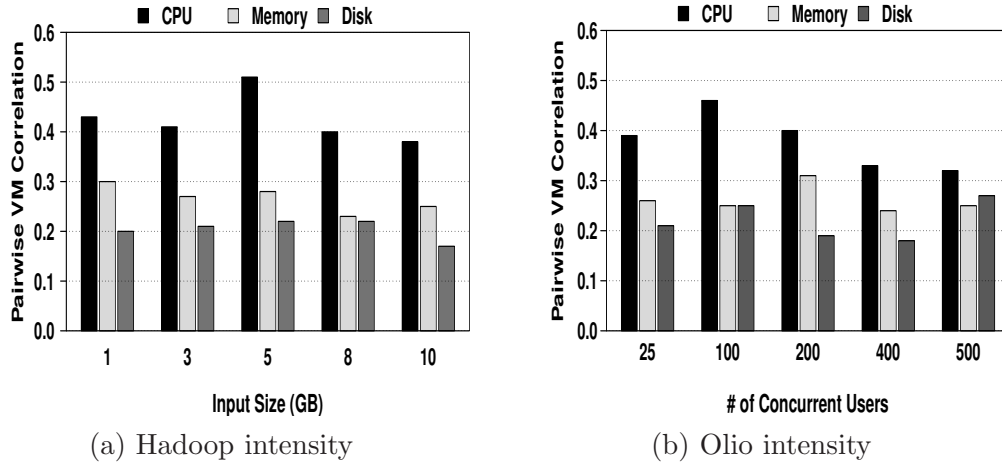 CPU Memory Disk
0.6
0.5
0.4
0.3
0.2
0.1
0.0
Pairwise VM Correlation
1 3 5 8 10
Input Size (GB)
(a) Hadoop intensity
CPU Memory Disk
0.6
0.5
0.4
0.3
0.2
0.1
0.0
Pairwise VM Correlation
25 100 200 400 500
# of Concurrent Users
(b) Olio intensity